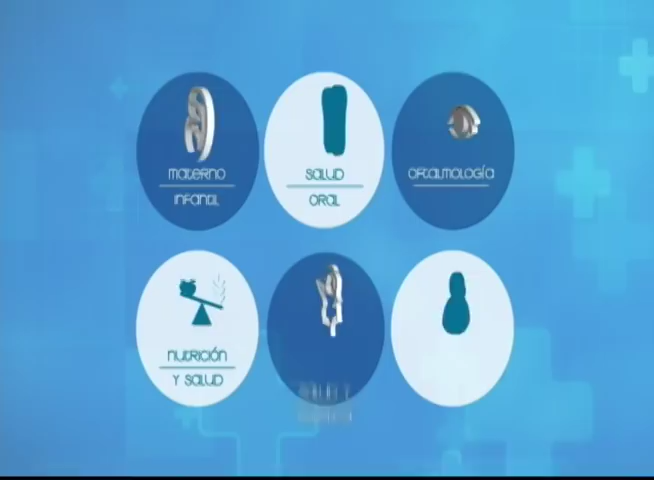 MATERNO
INFANTIL
SALUD
ORAL
OFTALMOLOGÍA
NUTRICIÓN
Y SALUD